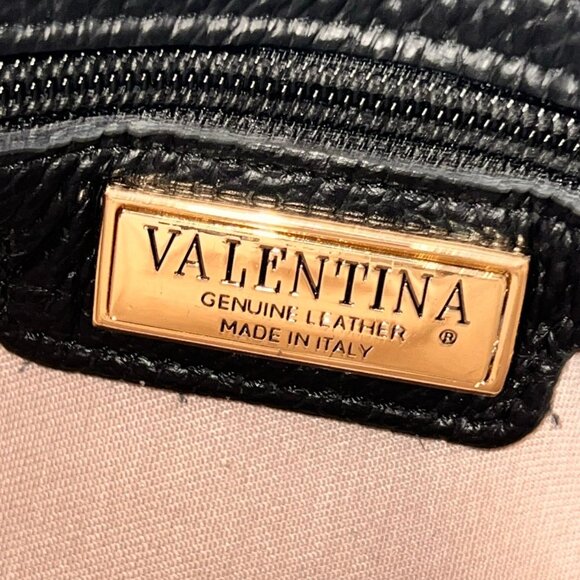 VALENTINA
GENUINE LEATHER
MADE IN ITALY ®